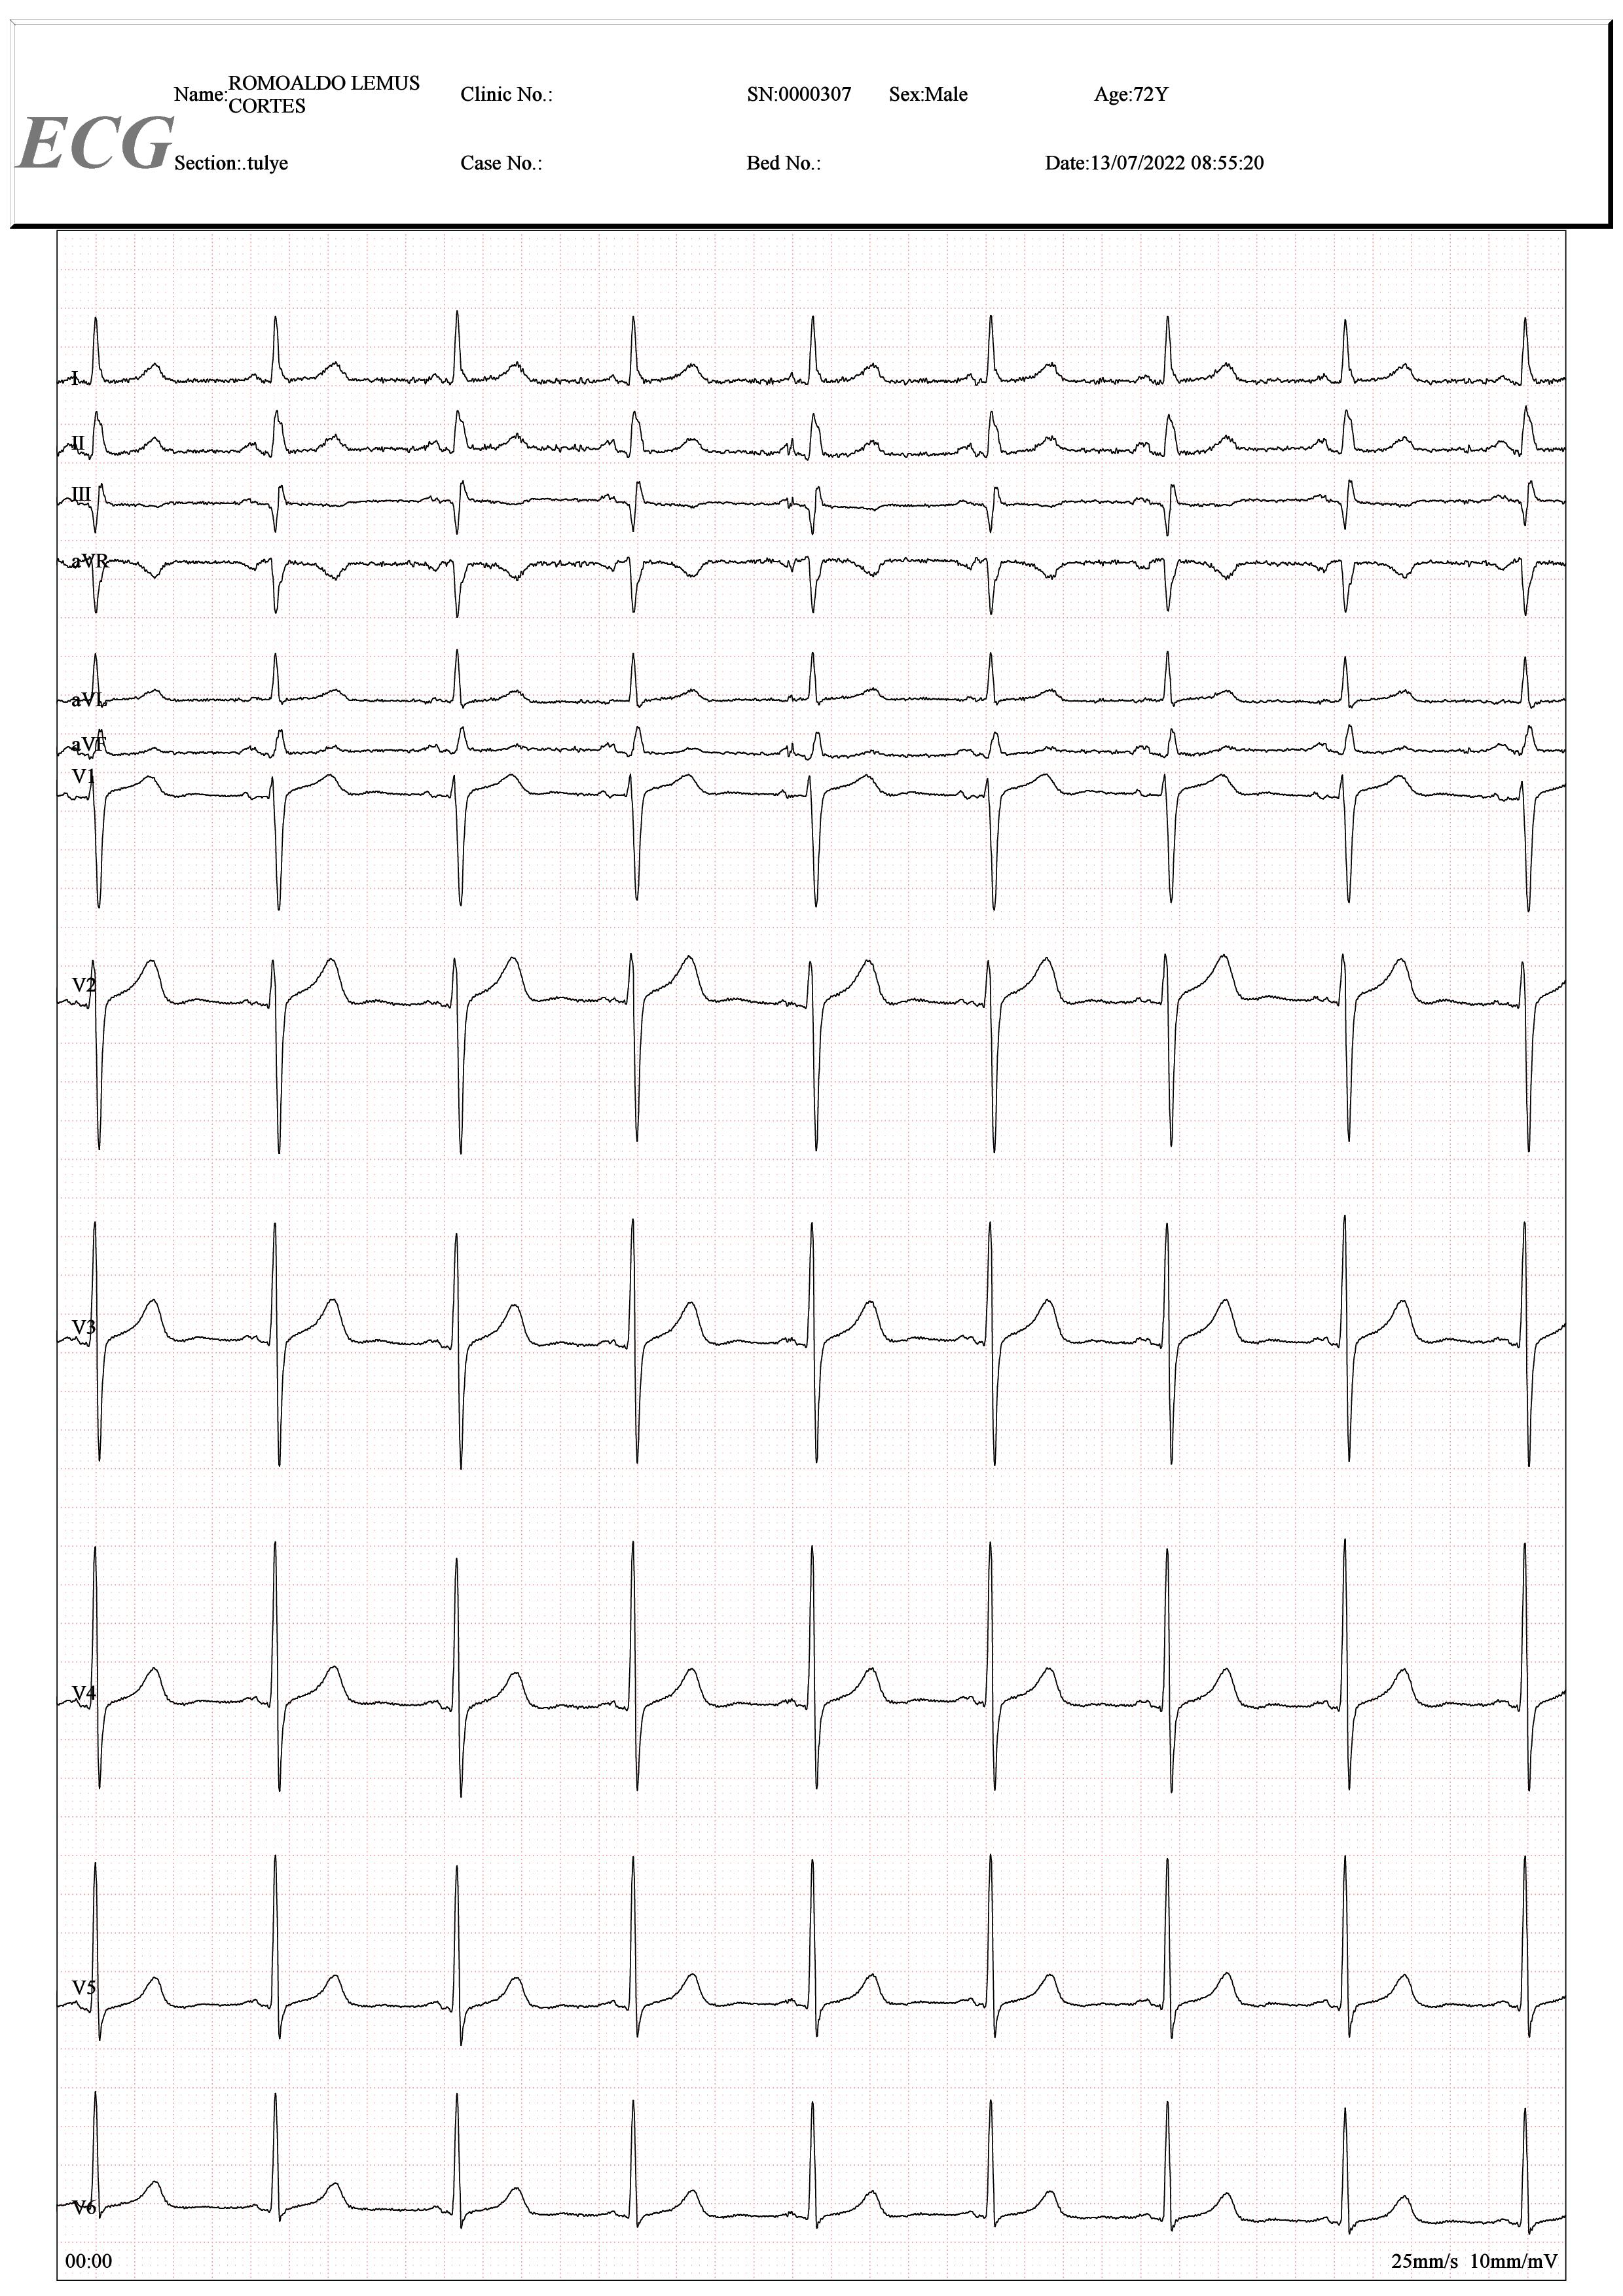 ECG
Name:ROMOALDO LEMUS CORTES Clinic No.: SN:0000307 Sex:Male Age:72Y
Section:.tulye Case No.: Bed No.: Date:13/07/2022 08:55:20
I
II
III
aVR
aVL
aVF
V1
V2
V3
V4
V5
V6
00:00 25mm/s 10mm/mV